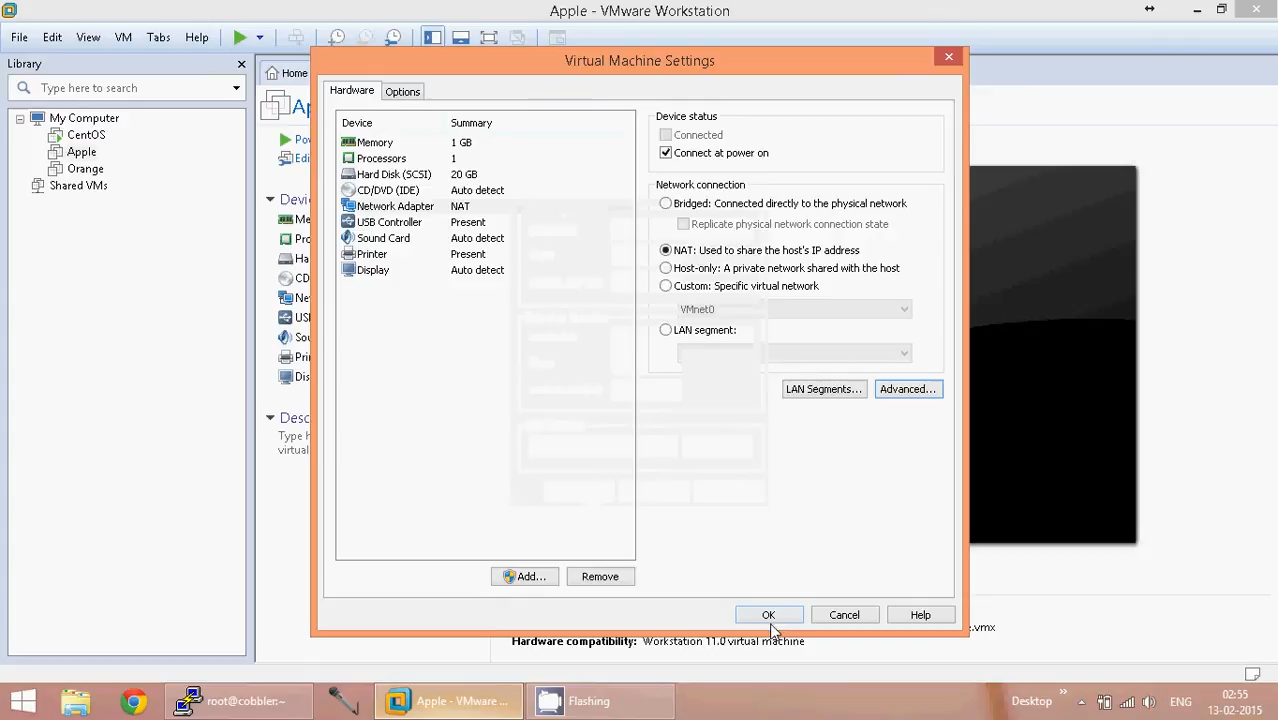 Apple - VMware Workstation
File Edit View VM Tabs Help
Library
Type here to search
My Computer
CentOS
Apple
Orange
Shared VMs
Home
Virtual Machine Settings
Hardware Options
Device Summary
Memory 1 GB
Processors 1
Hard Disk (SCSI) 20 GB
CD/DVD (IDE) Auto detect
Network Adapter NAT
USB Controller Present
Sound Card Auto detect
Printer Present
Display Auto detect
Add... Remove
Device status
Connected
Connect at power on
Network connection
Bridged: Connected directly to the physical network
Replicate physical network connection state
NAT: Used to share the host's IP address
Host-only: A private network shared with the host
Custom: Specific virtual network
VMnet0
LAN segment:
LAN Segments... Advanced...
OK Cancel Help
Type h
virtual
e.vmx
Hardware compatibility: Workstation 11.0 virtual machine
root@cobbler:~
Apple - VMware ...
Flashing
Desktop
ENG
02:55
13-02-2015